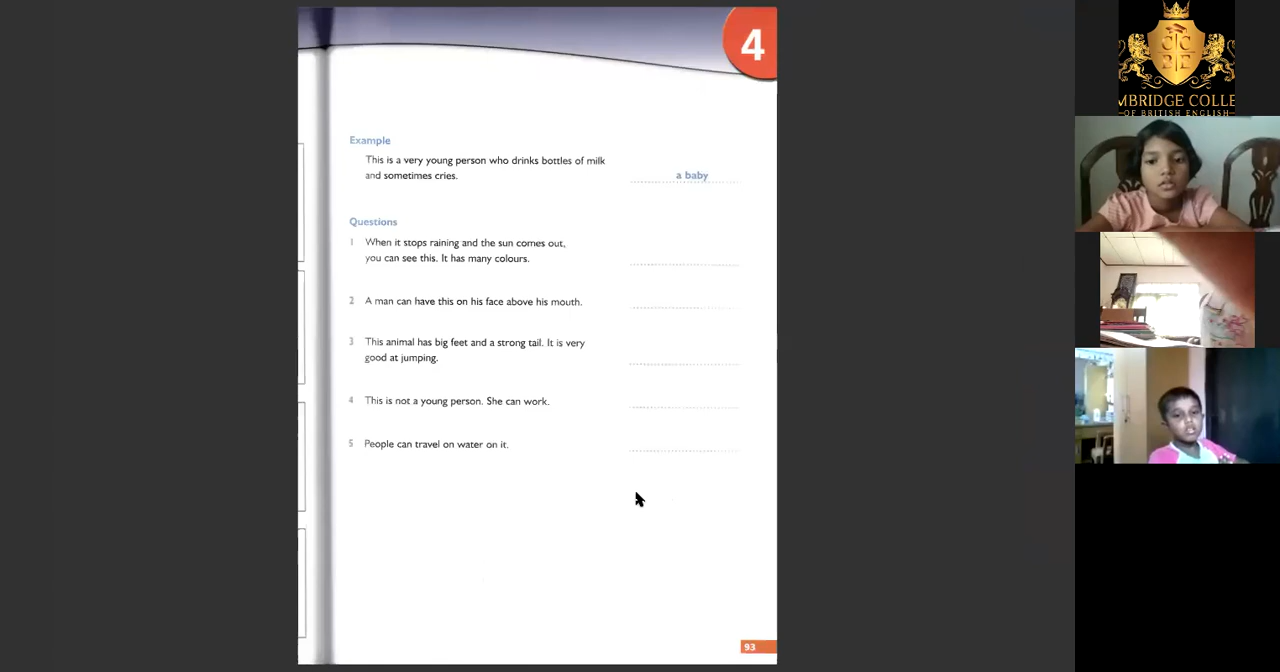 4
Example
This is a very young person who drinks bottles of milk
and sometimes cries.
a baby
Questions
1 When it stops raining and the sun comes out,
you can see this. It has many colours.
2 A man can have this on his face above his mouth.
3 This animal has big feet and a strong tail. It is very
good at jumping.
4 This is not a young person. She can work.
5 People can travel on water on it.
93
MBRIDGE COLLE
OF BRITISH ENGLISH